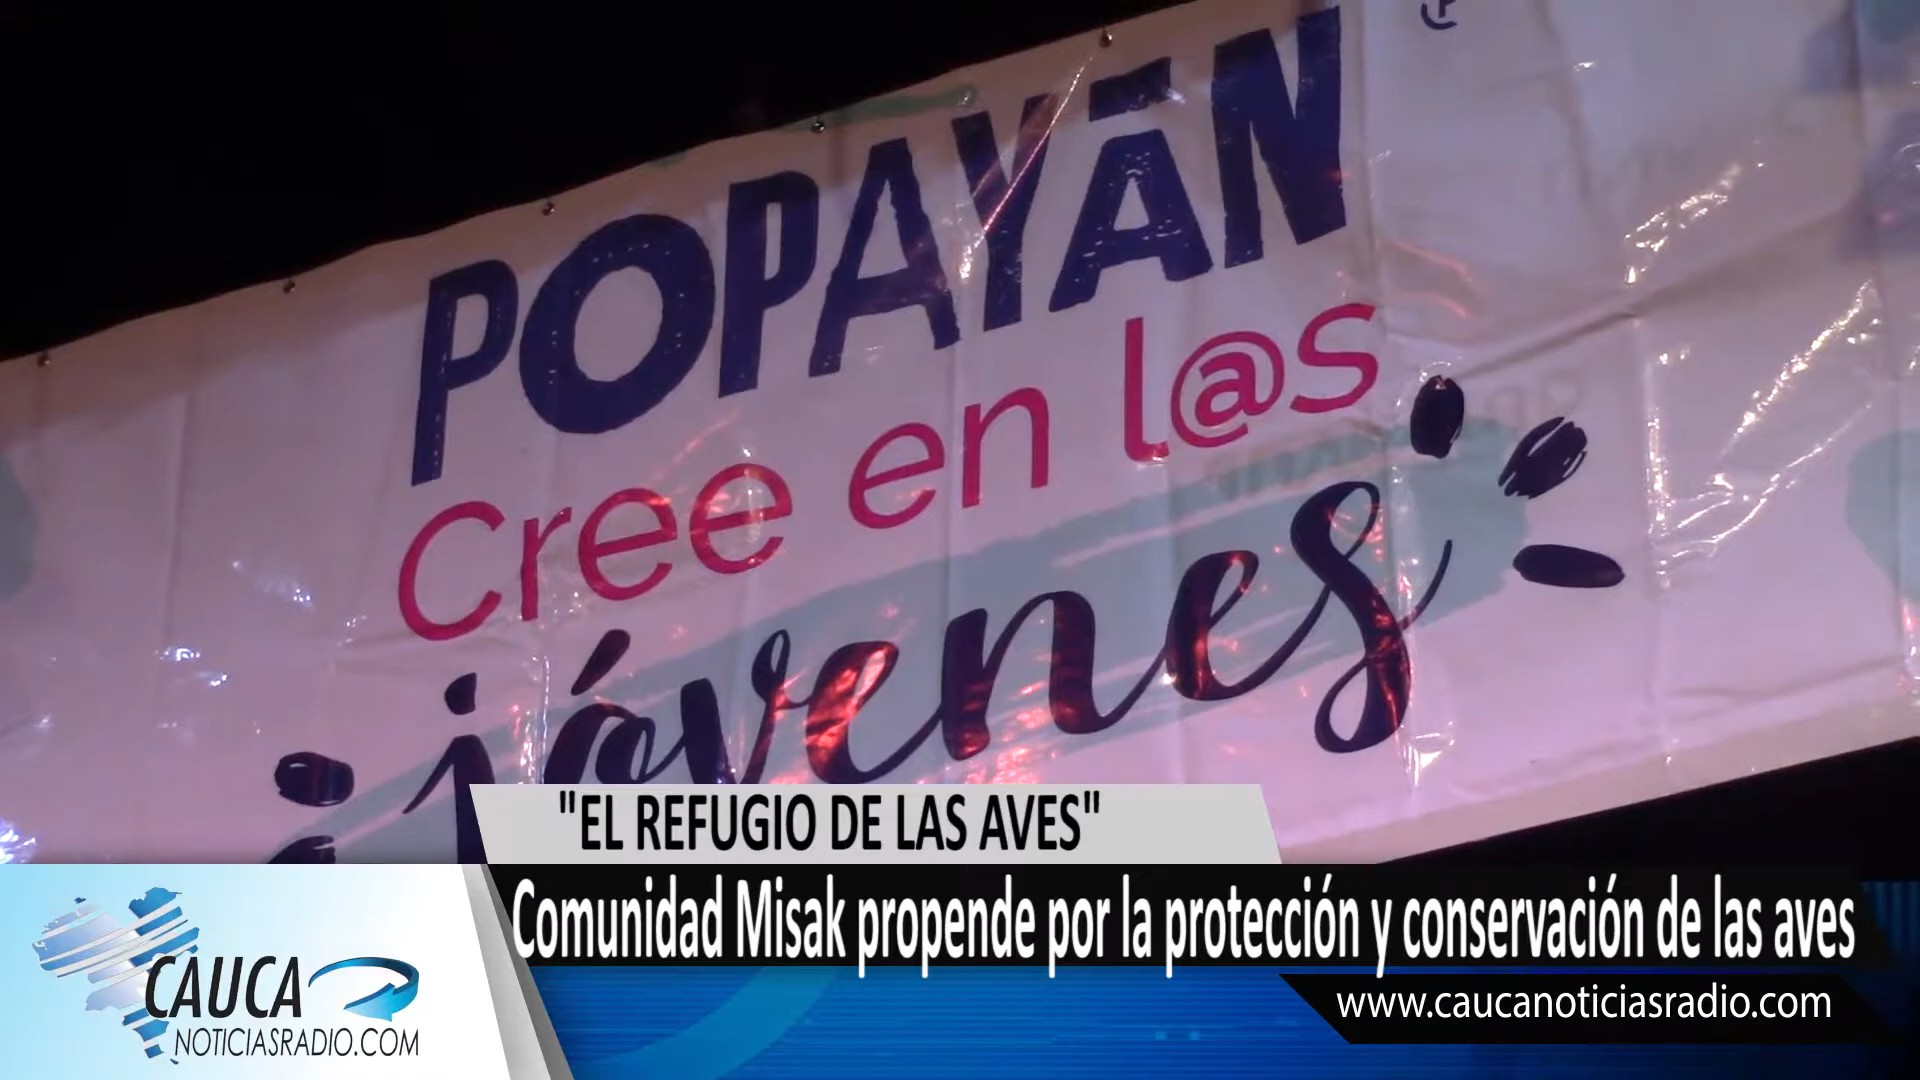 POPAYĀN
Cree en l@s
jóvenes
"EL REFUGIO DE LAS AVES"
Comunidad Misak propende por la protección y conservación de las aves
CAUCA
NOTICIASRADIO.COM
www.caucanoticiasradio.com